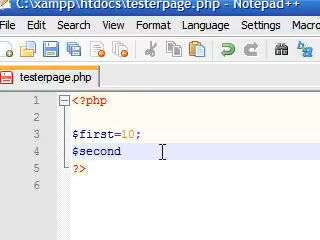 C:\xampp\htdocs\testerpage.php - Notepad++
Edit Search View Format Language Settings Macro
testerpage.php
1 <?php
2
3 $first=10;
4 $second
5 ?>
6